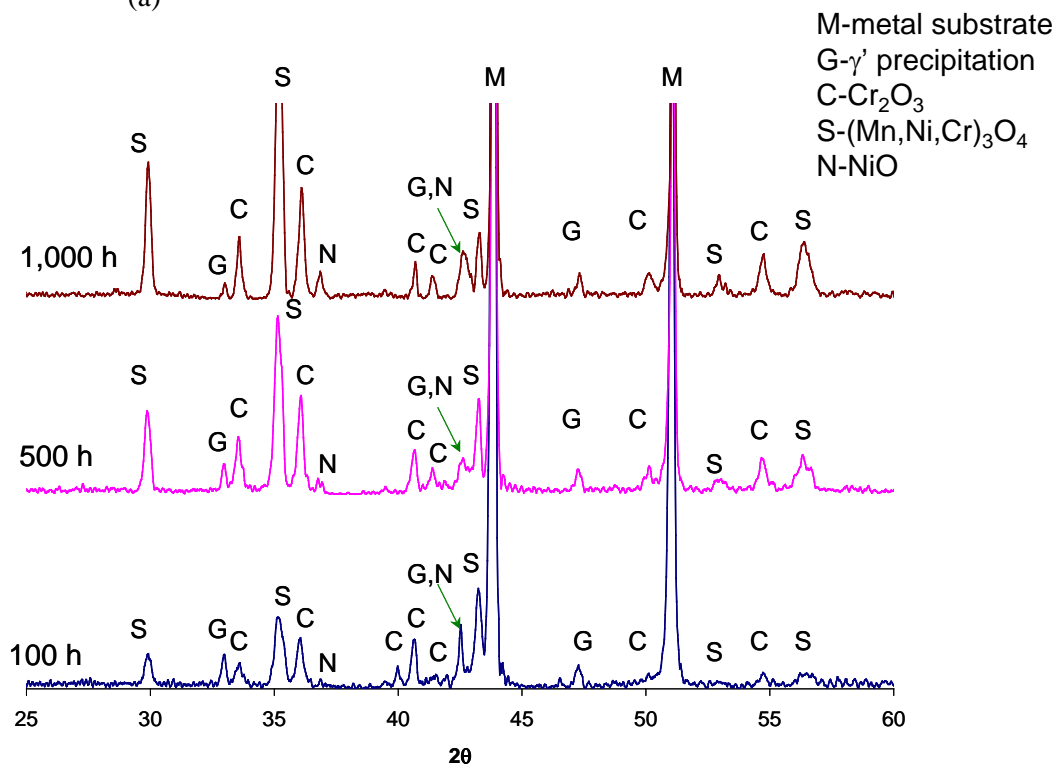 (a)
M-metal substrate
G-γ' precipitation
C-Cr2O3
S-(Mn,Ni,Cr)3O4
N-NiO
S M M
S C G,N S
C G C C S
1,000 h G N C C S
S
S C G,N S
C C G C C S
500 h G N C S
S
S G,N S
S G C C C G C C S
100 h N C S
25 30 35 40 45 50 55 60
2θ